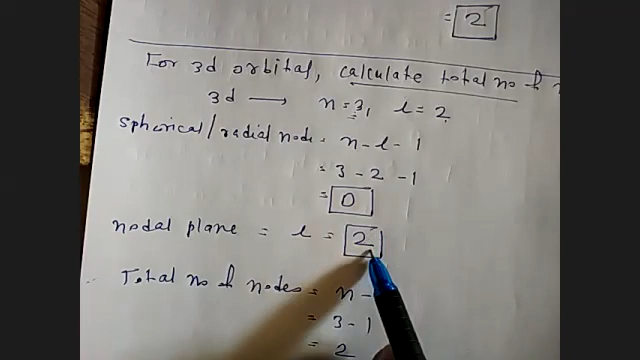 = 2
For 3d orbital, calculate total no of
3d → n = 3, l = 2
Spherical/radial node = n - l - 1
= 3 - 2 - 1
= 0
nodal plane = l = 2
Total no of nodes = n -
= 3 - 1
= 2